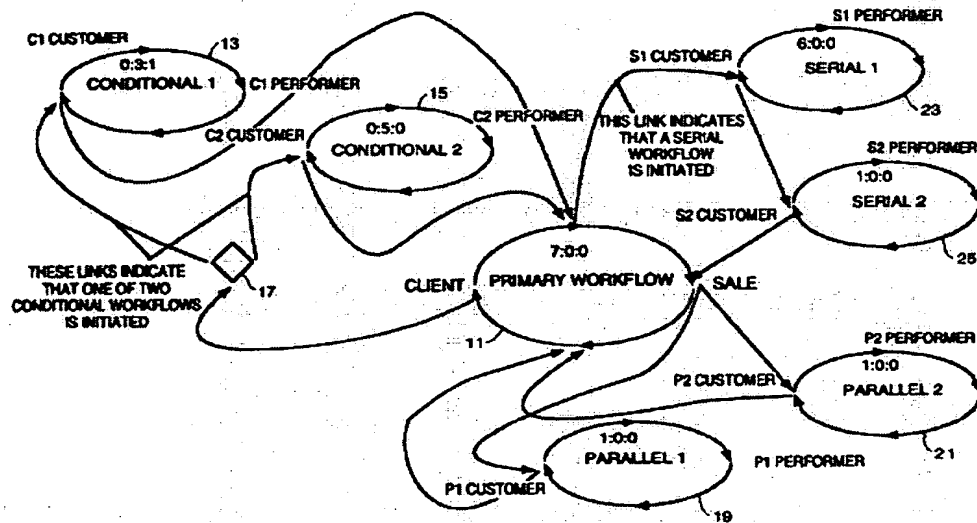 C1 CUSTOMER
13
0:3:1
CONDITIONAL 1
C1 PERFORMER
15
C2 CUSTOMER
0:5:0
CONDITIONAL 2
C2 PERFORMER
S1 CUSTOMER
S1 PERFORMER
6:0:0
SERIAL 1
23
THIS LINK INDICATES
THAT A SERIAL
WORKFLOW
IS INITIATED
S2 PERFORMER
1:0:0
SERIAL 2
S2 CUSTOMER
25
THESE LINKS INDICATE
THAT ONE OF TWO
CONDITIONAL WORKFLOWS
IS INITIATED
17
CLIENT
7:0:0
PRIMARY WORKFLOW
SALE
11
P2 PERFORMER
1:0:0
PARALLEL 2
P2 CUSTOMER
21
1:0:0
PARALLEL 1
P1 PERFORMER
P1 CUSTOMER
19